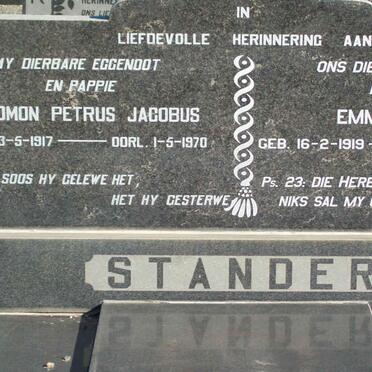 IN
LIEFDEVOLLE HERINNERING AAN
MY DIERBARE EGGENOOT
EN PAPPIE
OMON PETRUS JACOBUS
3-5-1917 — OORL. 1-5-1970
SOOS HY GELEWE HET,
HET HY GESTERWE
ONS DIE
EMM
GEB. 16-2-1919 -
PS. 23: DIE HERE
NIKS SAL MY
STANDER